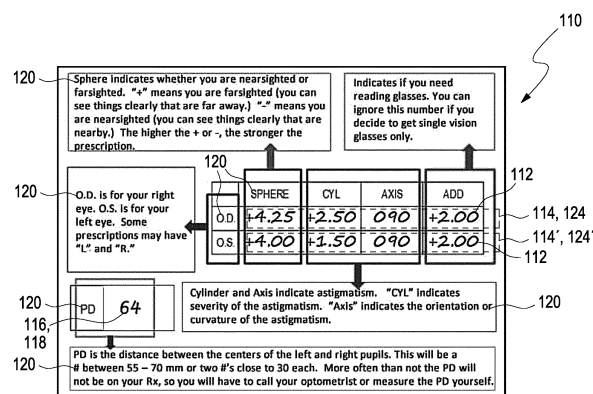 110
120
Sphere indicates whether you are nearsighted or
farsighted. "+" means you are farsighted (you can
see things clearly that are far away.) "-" means you
are nearsighted (you can see things clearly that are
nearby.) The higher the + or -, the stronger the
prescription.
Indicates if you need
reading glasses. You can
ignore this number if you
decide to get single vision
glasses only.
120
120
O.D. is for your right
eye. O.S. is for your
left eye. Some
prescriptions may have
"L" and "R."
SPHERE CYL AXIS ADD
112
O.D. +4.25 +2.50 090 +2.00
114, 124
O.S. +4.00 +1.50 090 +2.00
114´, 124´
112
120
PD 64
116,
118
Cylinder and Axis indicate astigmatism. "CYL" indicates
severity of the astigmatism. "Axis" indicates the orientation or
curvature of the astigmatism.
120
120
PD is the distance between the centers of the left and right pupils. This will be a
# between 55 – 70 mm or two #'s close to 30 each. More often than not the PD will
not be on your Rx, so you will have to call your optometrist or measure the PD yourself.